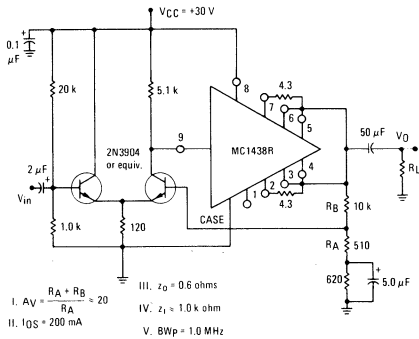 VCC = +30 V
0.1
μF
20 k
5.1 k
8
4.3
7
6
5
2N3904
or equiv.
9
MC1438R
50 μF
VO
2 μF
4
3
RL
Vin
CASE
1
2
4.3
RB
10 k
1.0 k
120
RA
510
620
5.0 μF
I. AV = RA + RB / RA ≈ 20
II. IOS = 200 mA
III. zo = 0.6 ohms
IV. zi ≈ 1.0 k ohm
V. BWp = 1.0 MHz